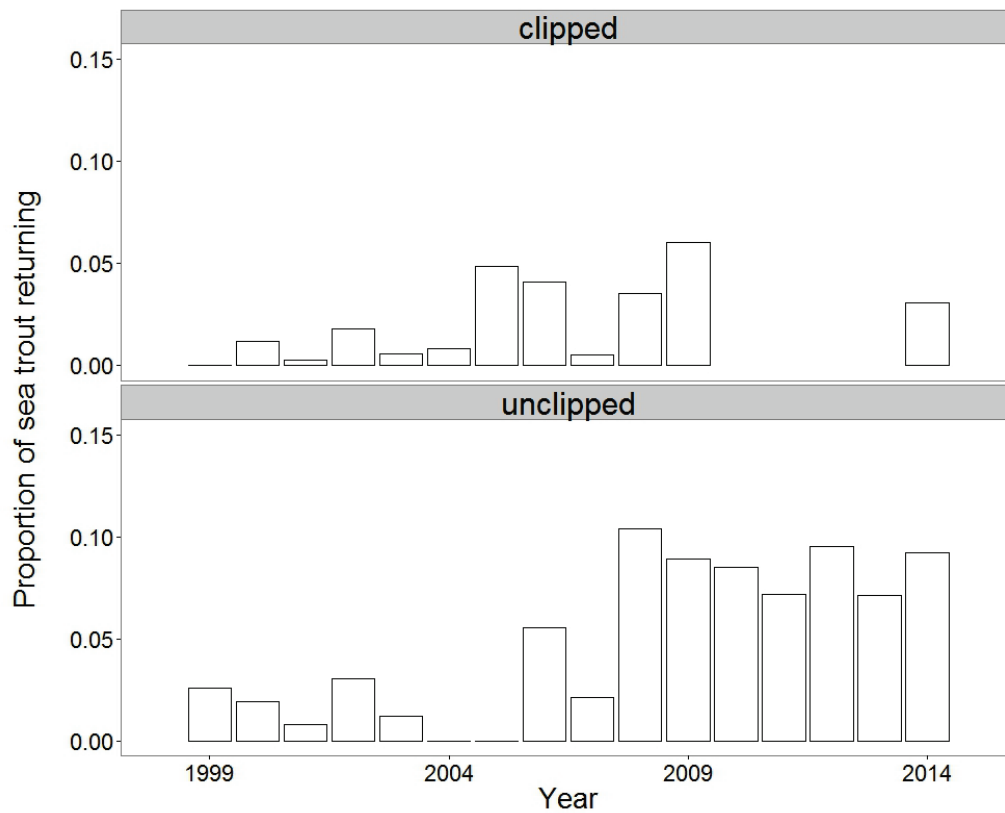 clipped
0.15
0.10
0.05
0.00
unclipped
0.15
0.10
0.05
0.00
1999 2004 2009 2014
Year
Proportion of sea trout returning